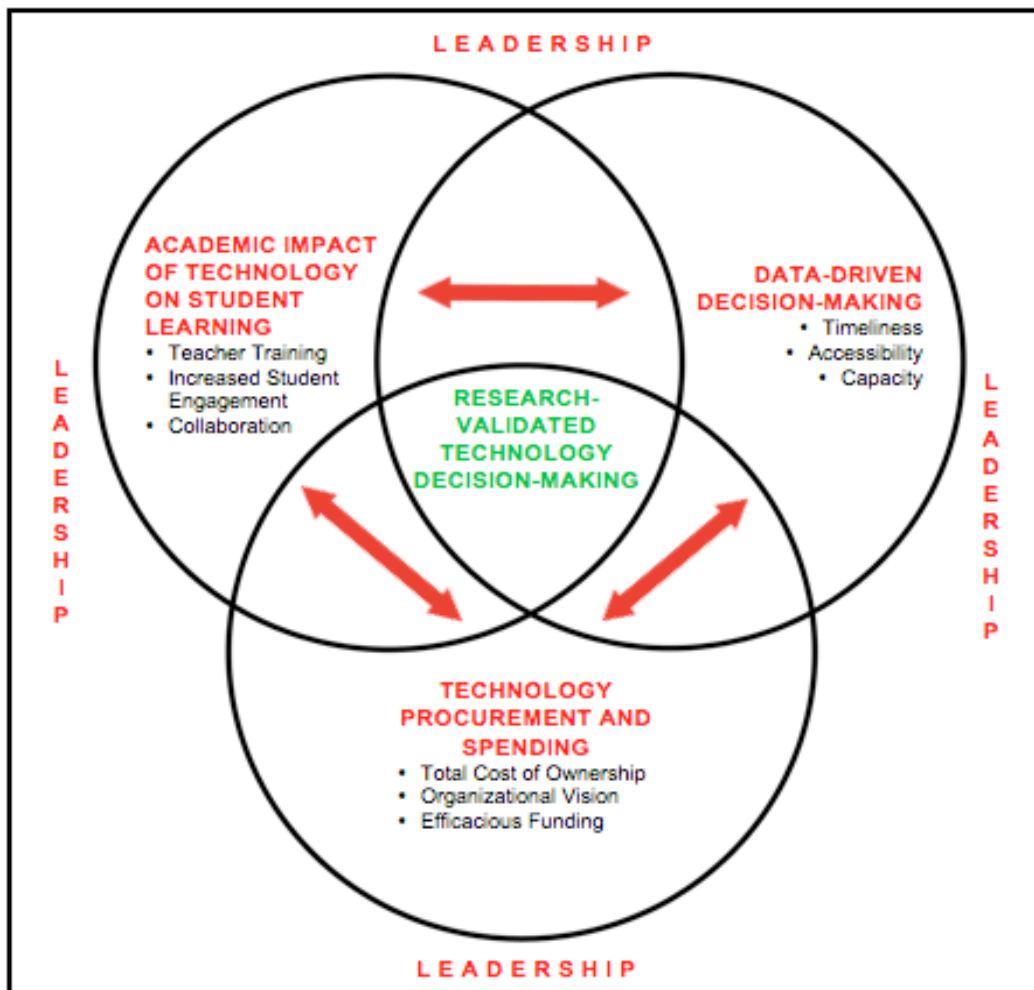 LEADERSHIP
ACADEMIC IMPACT
OF TECHNOLOGY
ON STUDENT
LEARNING
• Teacher Training
• Increased Student
Engagement
• Collaboration
DATA-DRIVEN
DECISION-MAKING
• Timeliness
• Accessibility
• Capacity
LEADERSHIP
LEADERSHIP
RESEARCH-
VALIDATED
TECHNOLOGY
DECISION-MAKING
TECHNOLOGY
PROCUREMENT AND
SPENDING
• Total Cost of Ownership
• Organizational Vision
• Efficacious Funding
LEADERSHIP